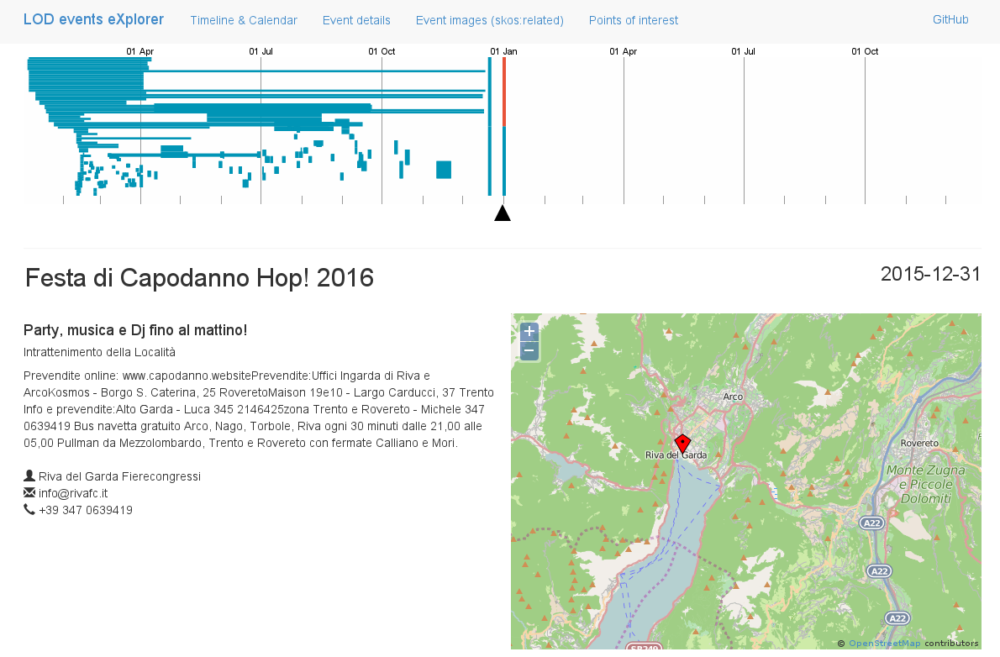 LOD events eXplorer Timeline & Calendar Event details Event images (skos:related) Points of interest GitHub
01 Apr 01 Jul 01 Oct 01 Jan 01 Apr 01 Jul 01 Oct
Festa di Capodanno Hop! 2016
2015-12-31
Party, musica e Dj fino al mattino!
Intrattenimento della Località
Prevendite online: www.capodanno.websitePrevendite:Uffici Ingarda di Riva e
ArcoKosmos - Borgo S. Caterina, 25 RoveretoMaison 19e10 - Largo Carducci, 37 Trento
Info e prevendite:Alto Garda - Luca 345 2146425zona Trento e Rovereto - Michele 347
0639419 Bus navetta gratuito Arco, Nago, Torbole, Riva ogni 30 minuti dalle 21,00 alle
05,00 Pullman da Mezzolombardo, Trento e Rovereto con fermate Calliano e Mori.
Riva del Garda Fierecongressi
info@rivafc.it
+39 347 0639419
+
−
Arco
Riva del Garda
Rovereto
Monte Zugna
e Piccole
Dolomiti
A22
A22
A22
SR249
© OpenStreetMap contributors